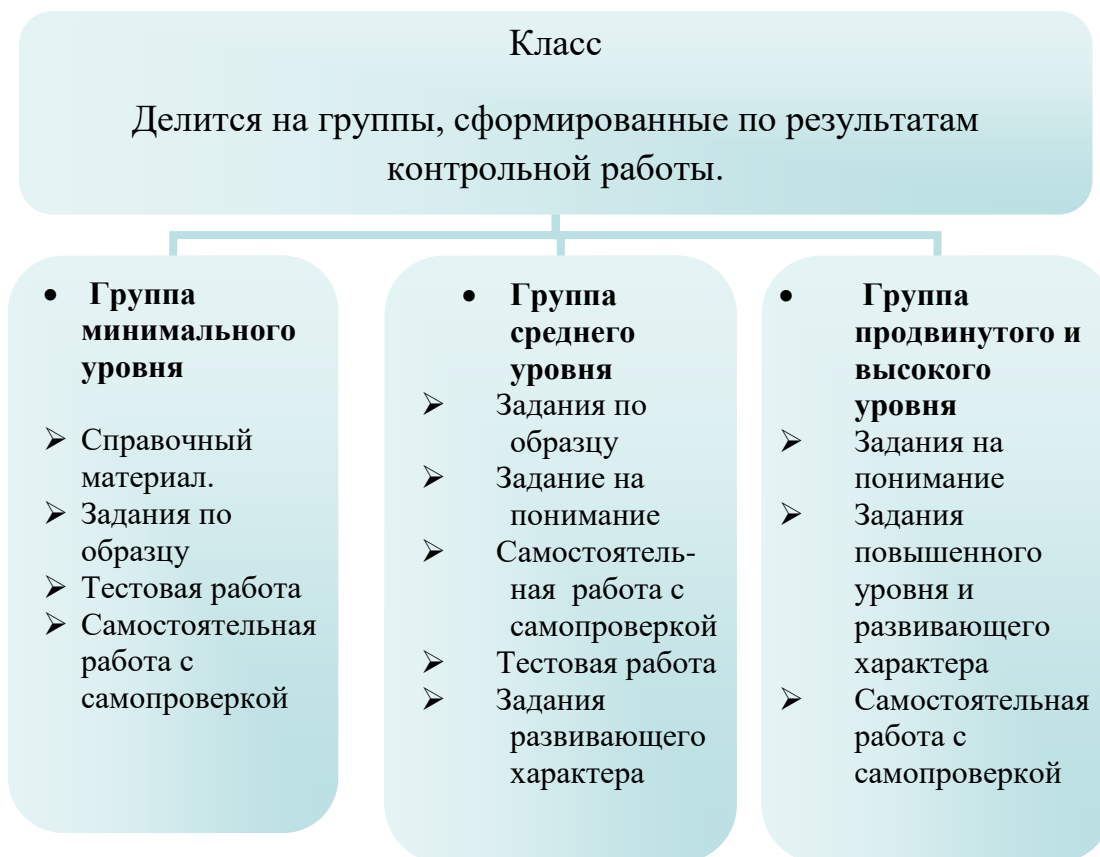 Класс
Делится на группы, сформированные по результатам
контрольной работы.
• Группа
минимального
уровня
➢ Справочный
материал.
➢ Задания по
образцу
➢ Тестовая работа
➢ Самостоятельная
работа с
самопроверкой
• Группа
среднего
уровня
➢ Задания по
образцу
➢ Задание на
понимание
➢ Самостоятель-
ная работа с
самопроверкой
➢ Тестовая работа
➢ Задания
развивающего
характера
• Группа
продвинутого и
высокого
уровня
➢ Задания на
понимание
➢ Задания
повышенного
уровня и
развивающего
характера
➢ Самостоятельная
работа с
самопроверкой